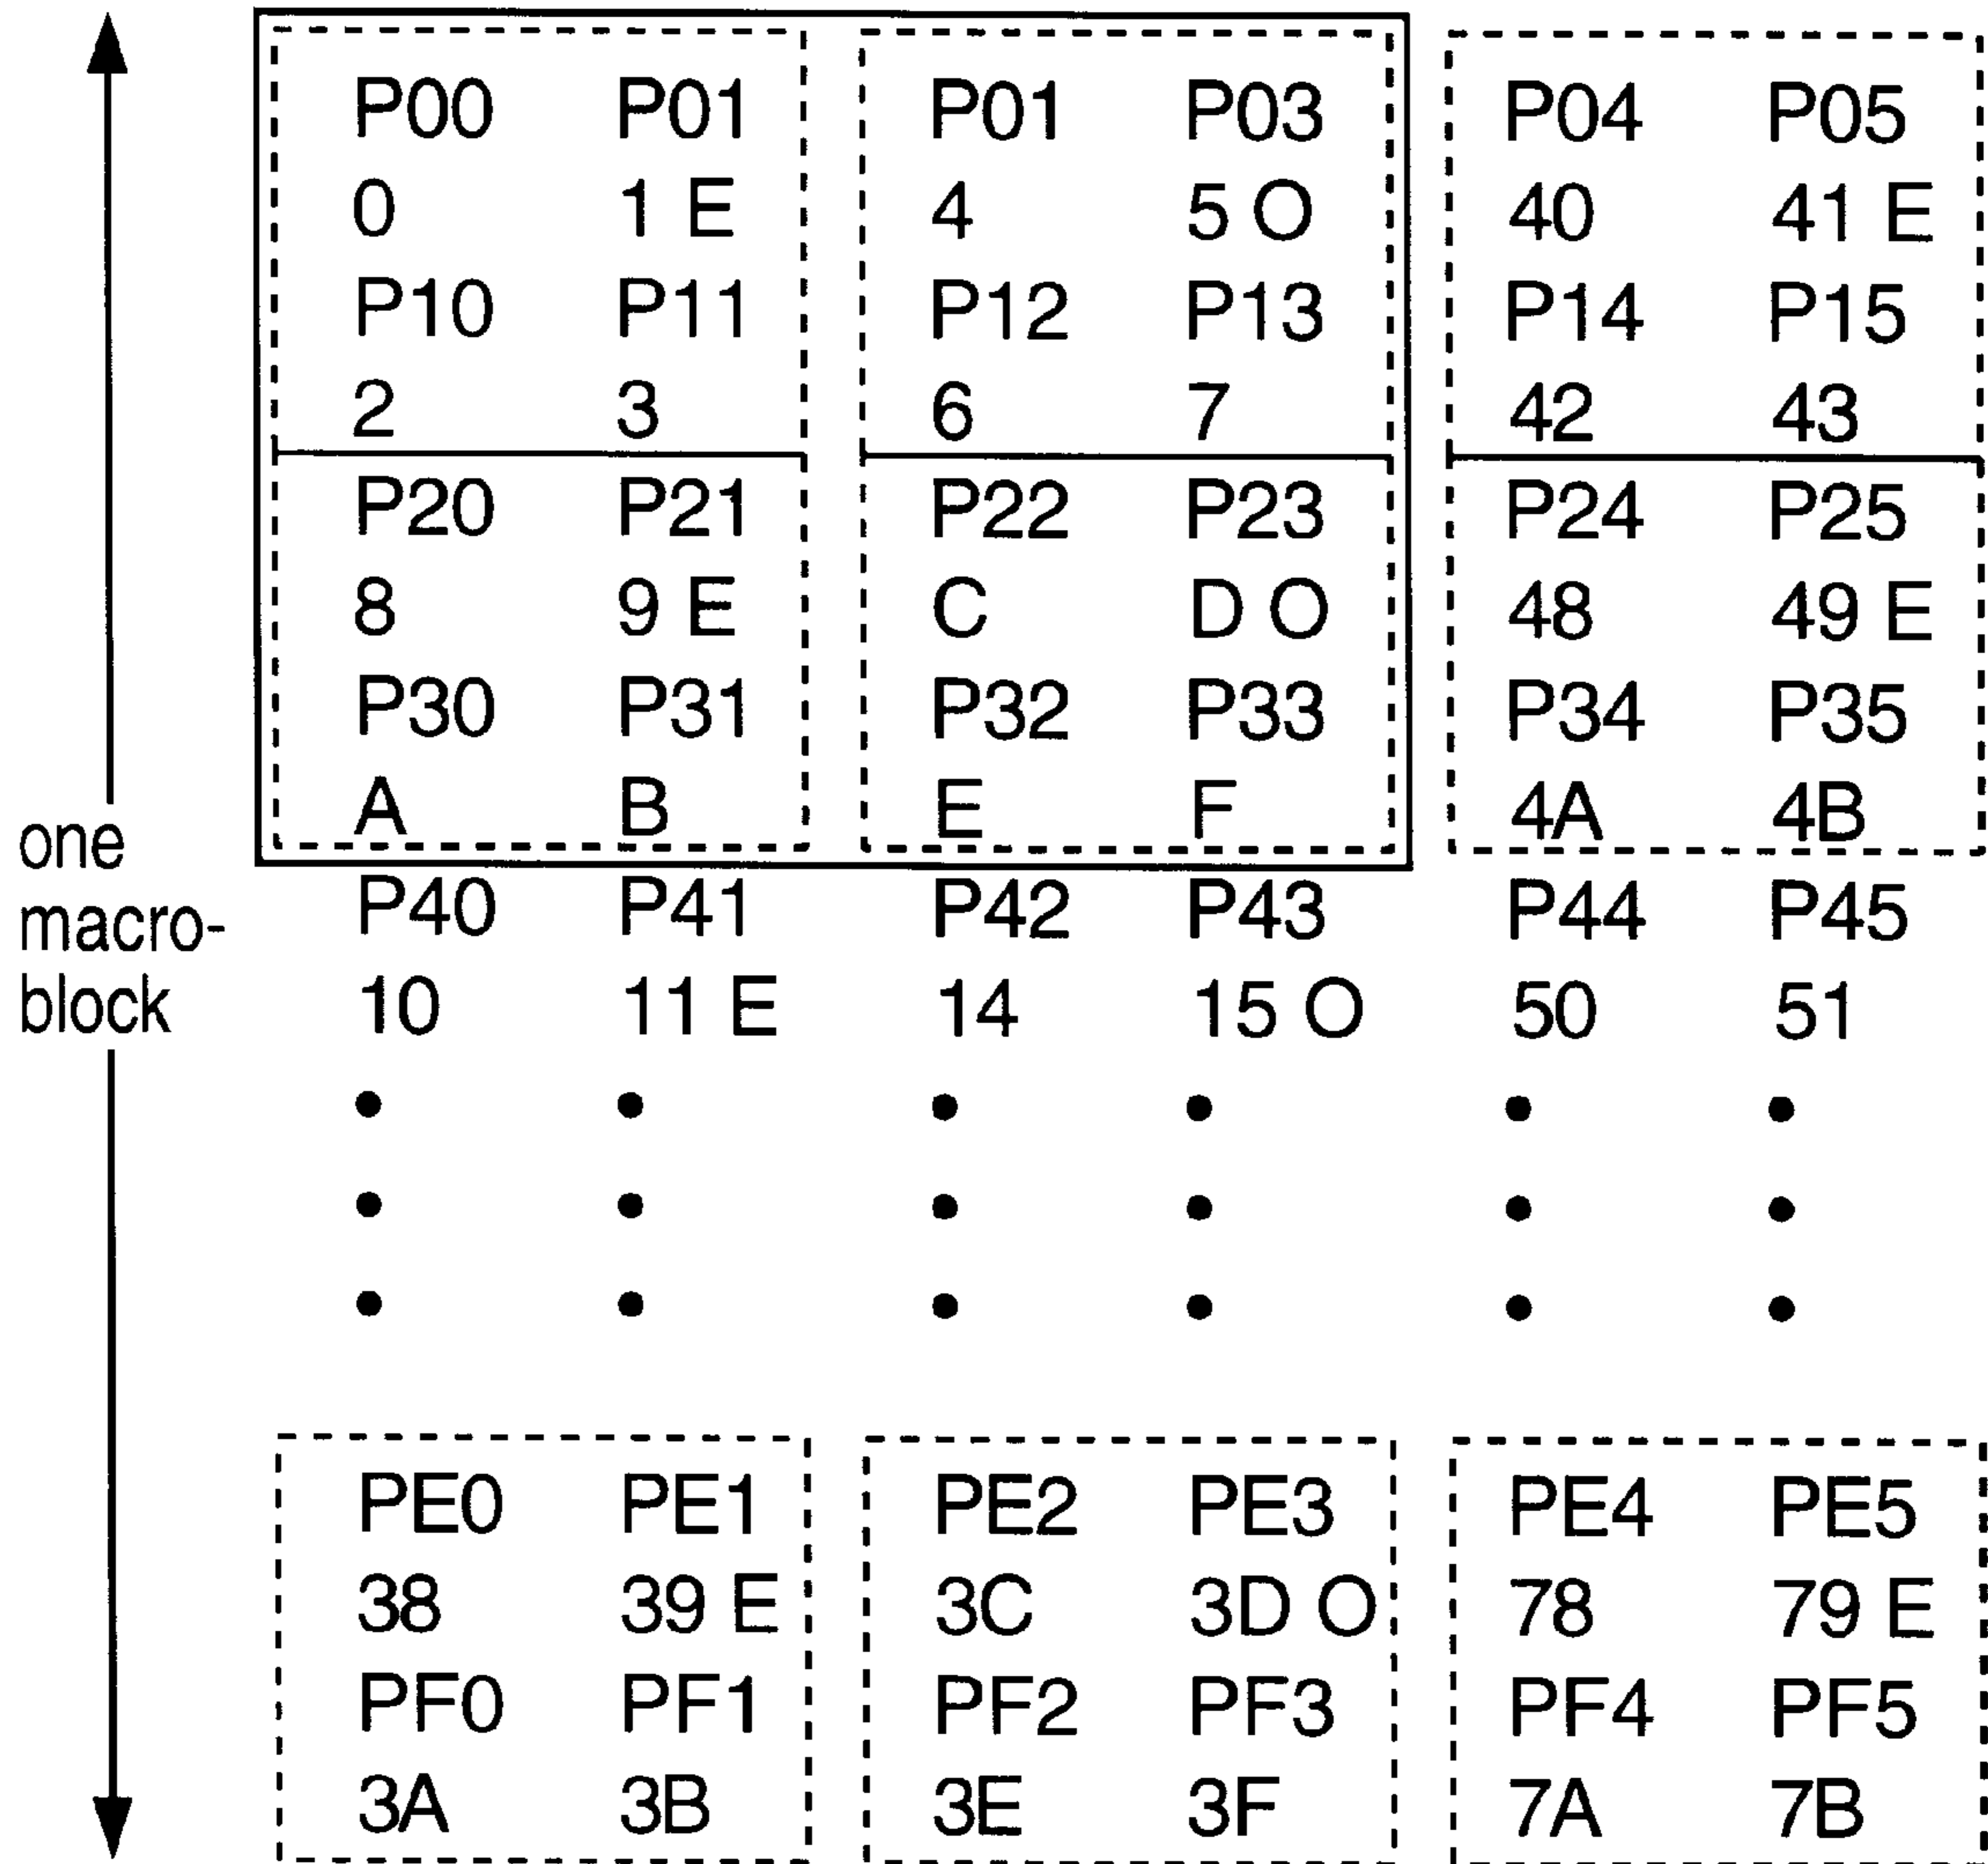 P00 P01 P01 P03 P04 P05
0 1 E 4 5 O 40 41 E
P10 P11 P12 P13 P14 P15
2 3 6 7 42 43
P20 P21 P22 P23 P24 P25
8 9 E C D O 48 49 E
P30 P31 P32 P33 P34 P35
A B E F 4A 4B
one
macro-
block
P40 P41 P42 P43 P44 P45
10 11 E 14 15 O 50 51
PE0 PE1 PE2 PE3 PE4 PE5
38 39 E 3C 3D O 78 79 E
PF0 PF1 PF2 PF3 PF4 PF5
3A 3B 3E 3F 7A 7B